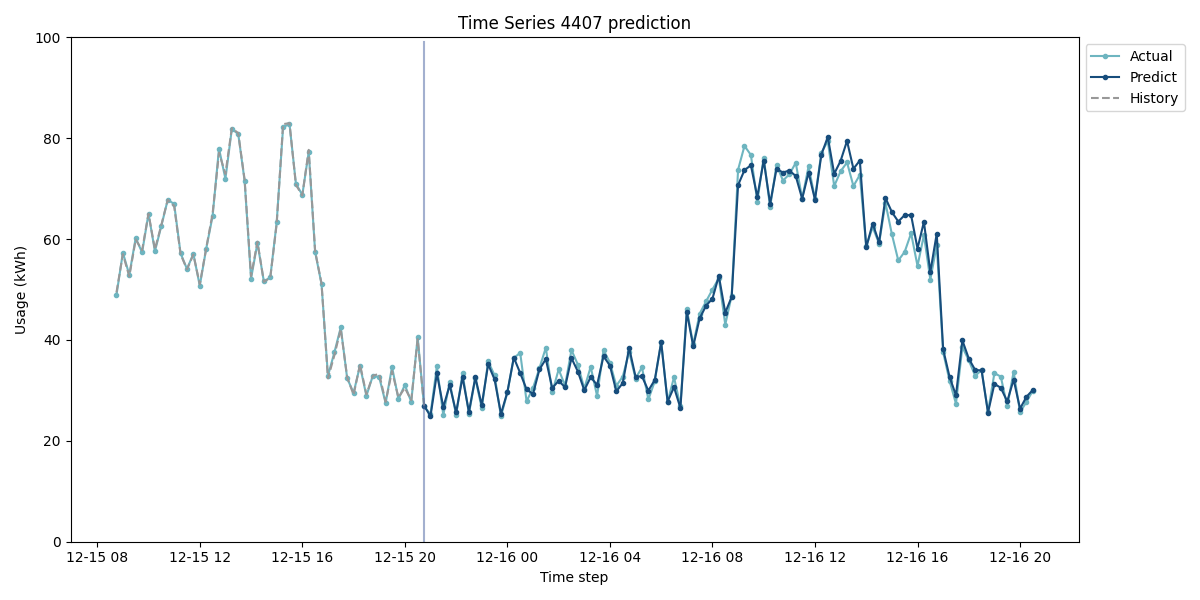 Time Series 4407 prediction
100
80
60
40
20
0
Usage (kWh)
12-15 08
12-15 12
12-15 16
12-15 20
12-16 00
12-16 04
12-16 08
12-16 12
12-16 16
12-16 20
Time step
Actual
Predict
History